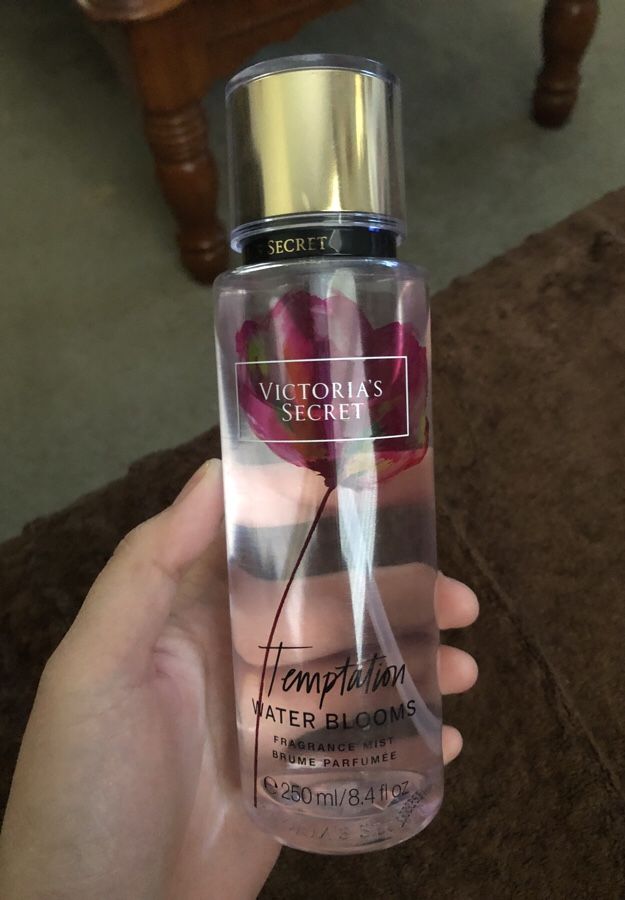 SECRET
VICTORIA'S
SECRET
Temptation
WATER BLOOMS
FRAGRANCE MIST
BRUME PARFUMÉE
℮ 250 ml/8.4 fl oz